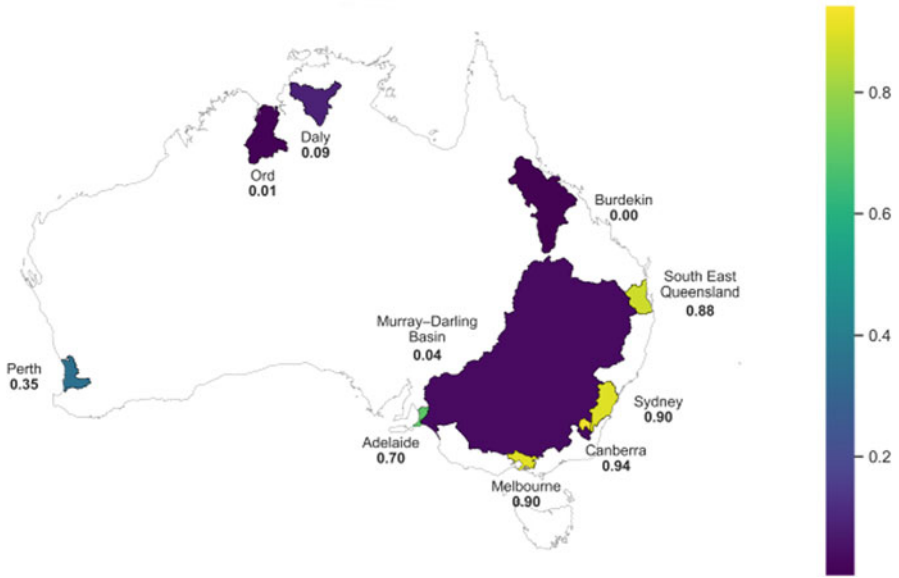 Daly
0.09
Ord
0.01
Burdekin
0.00
South East
Queensland
0.88
Murray–Darling
Basin
0.04
Perth
0.35
Sydney
0.90
Adelaide
0.70
Canberra
0.94
Melbourne
0.90
0.8
0.6
0.4
0.2